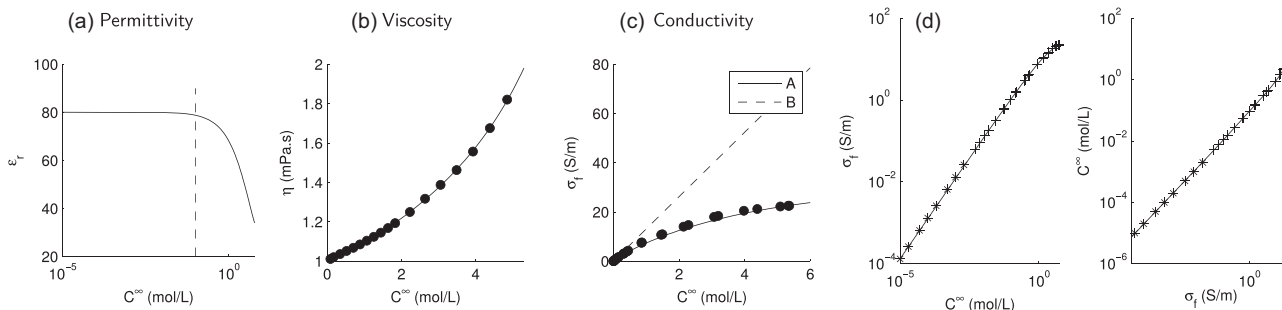 (a) Permittivity
100
80
60
40
20
ε_r
10^-5
10^0
C^∞ (mol/L)
(b) Viscosity
2
1.8
1.6
1.4
1.2
1
η (mPa.s)
0
2
4
C^∞ (mol/L)
(c) Conductivity
80
60
40
20
0
σ_f (S/m)
A
B
0
2
4
6
C^∞ (mol/L)
(d)
10^2
10^0
10^-2
10^-4
σ_f (S/m)
10^-5
10^0
C^∞ (mol/L)
10^2
10^0
10^-2
10^-4
10^-6
C^∞ (mol/L)
10^0
σ_f (S/m)